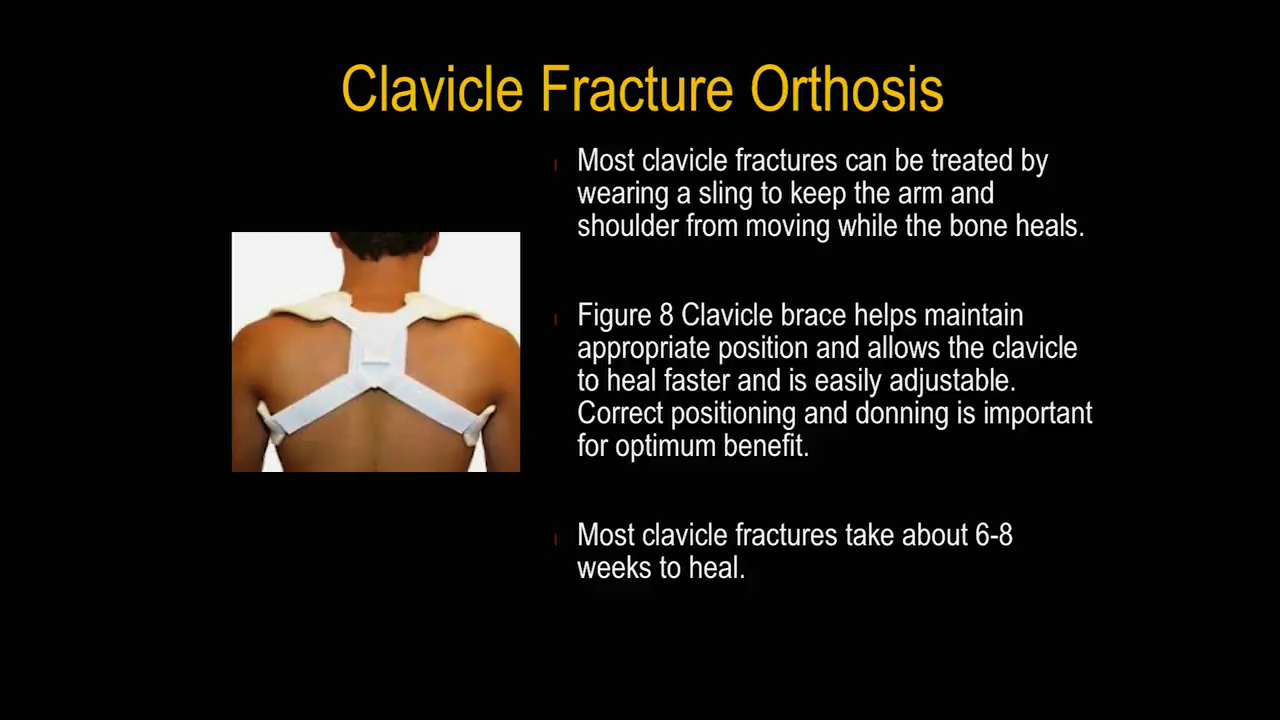 Clavicle Fracture Orthosis
Most clavicle fractures can be treated by
wearing a sling to keep the arm and
shoulder from moving while the bone heals.
Figure 8 Clavicle brace helps maintain
appropriate position and allows the clavicle
to heal faster and is easily adjustable.
Correct positioning and donning is important
for optimum benefit.
Most clavicle fractures take about 6-8
weeks to heal.